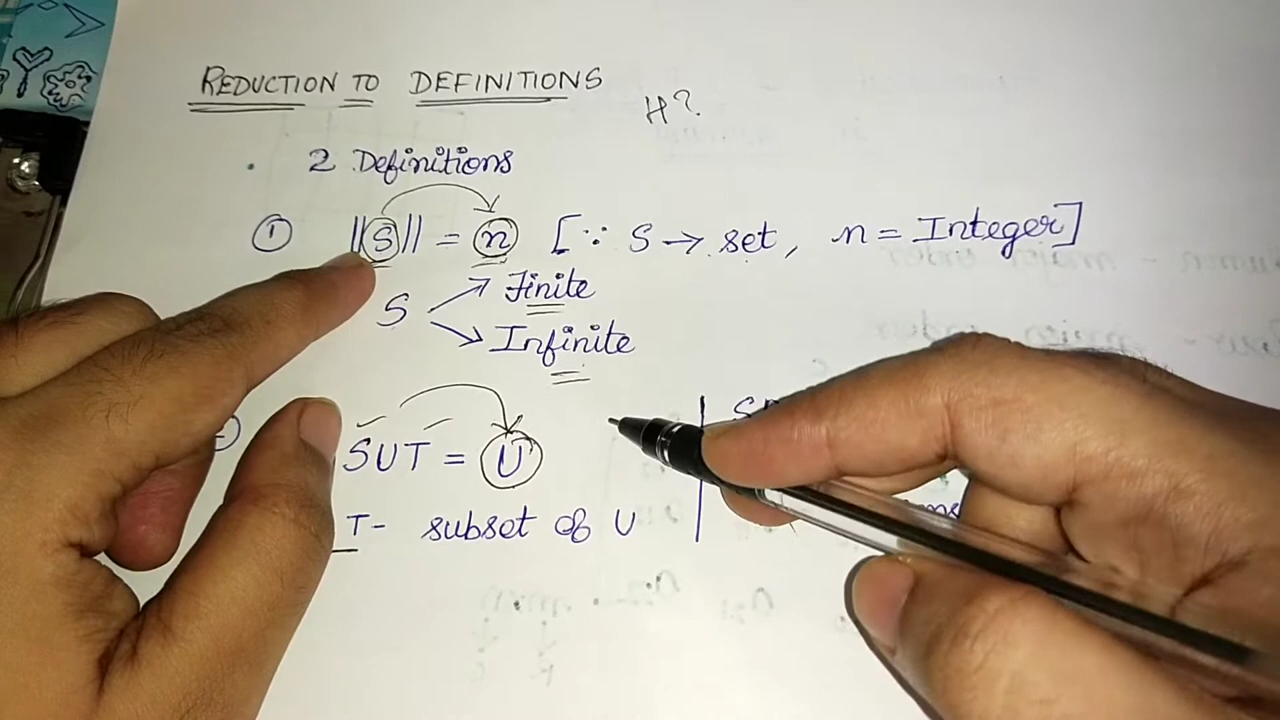 REDUCTION TO DEFINITIONS
H?
2 Definitions
① ||S|| = n [∵ S → set, n = Integer]
S → Finite
→ Infinite
SUT = U
T - subset of U